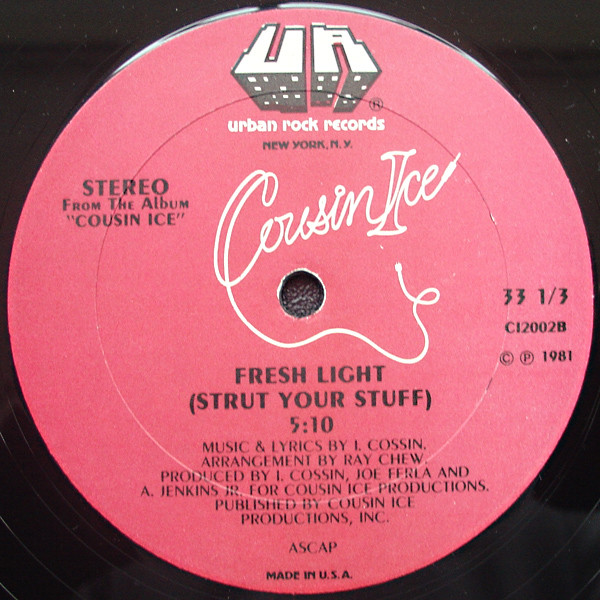 UR
®
urban rock records
NEW YORK, N.Y.
Cousin Ice
STEREO
FROM THE ALBUM
"COUSIN ICE"
33 1/3
CI2002B
© ℗ 1981
FRESH LIGHT
(STRUT YOUR STUFF)
5:10
MUSIC & LYRICS BY I. COSSIN.
ARRANGEMENT BY RAY CHEW.
PRODUCED BY I. COSSIN, JOE FERLA AND
A. JENKINS JR. FOR COUSIN ICE PRODUCTIONS.
PUBLISHED BY COUSIN ICE
PRODUCTIONS, INC.
ASCAP
MADE IN U.S.A.